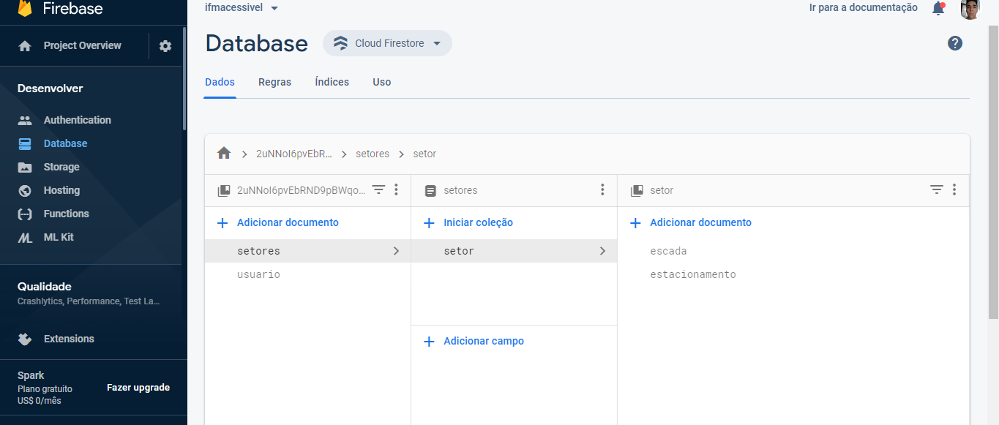 Firebase
ifmacessivel
Ir para a documentação
Project Overview
Database
Cloud Firestore
Dados
Regras
Índices
Uso
Desenvolver
Authentication
Database
Storage
Hosting
Functions
ML Kit
Qualidade
Crashlytics, Performance, Test La...
Extensions
Spark
Plano gratuito
US$ 0/mês
Fazer upgrade
2uNNoI6pvEbR... > setores > setor
2uNNoI6pvEbRND9pBWqo...
Adicionar documento
setores
usuario
setores
Iniciar coleção
setor
Adicionar campo
setor
Adicionar documento
escada
estacionamento